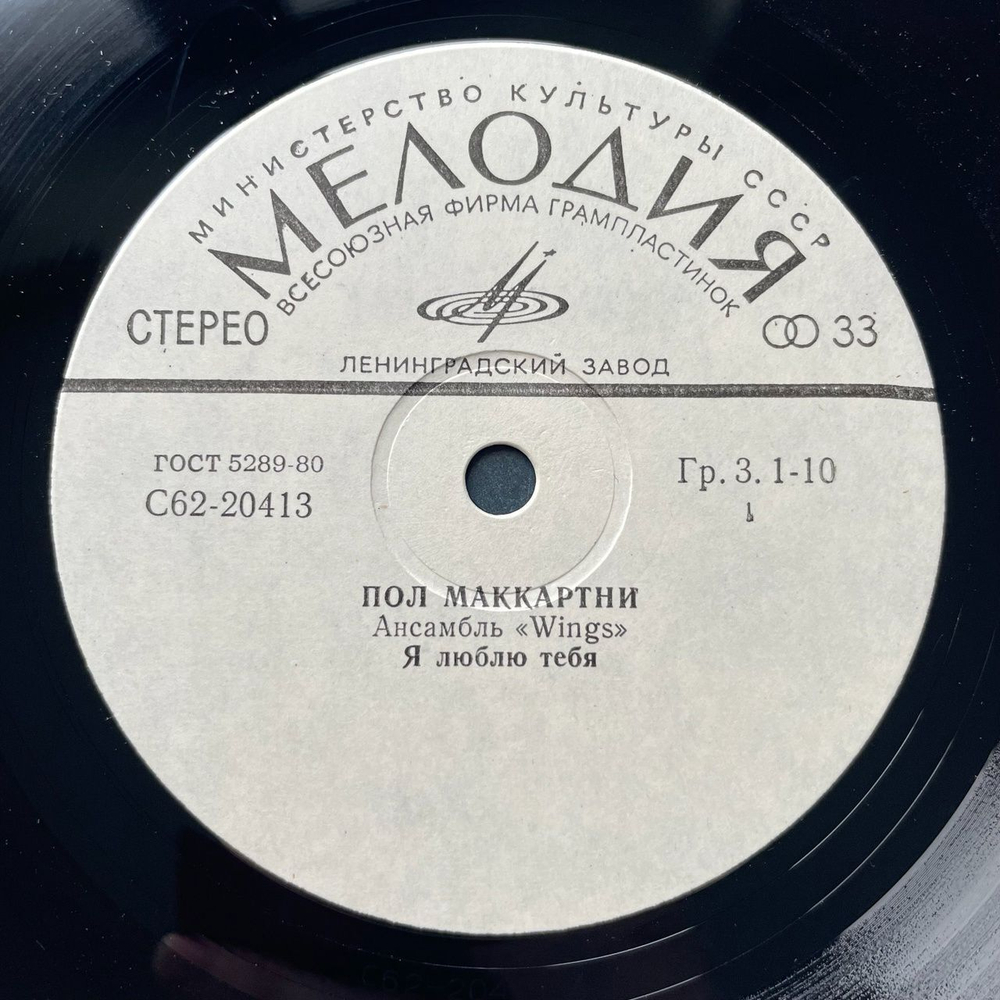 МИНИСТЕРСТВО КУЛЬТУРЫ СССР
МЕЛОДИЯ
ВСЕСОЮЗНАЯ ФИРМА ГРАМПЛАСТИНОК
СТЕРЕО
33
ЛЕНИНГРАДСКИЙ ЗАВОД
ГОСТ 5289-80
Гр. 3. 1-10
С62-20413
1
ПОЛ МАККАРТНИ
Ансамбль «Wings»
Я люблю тебя